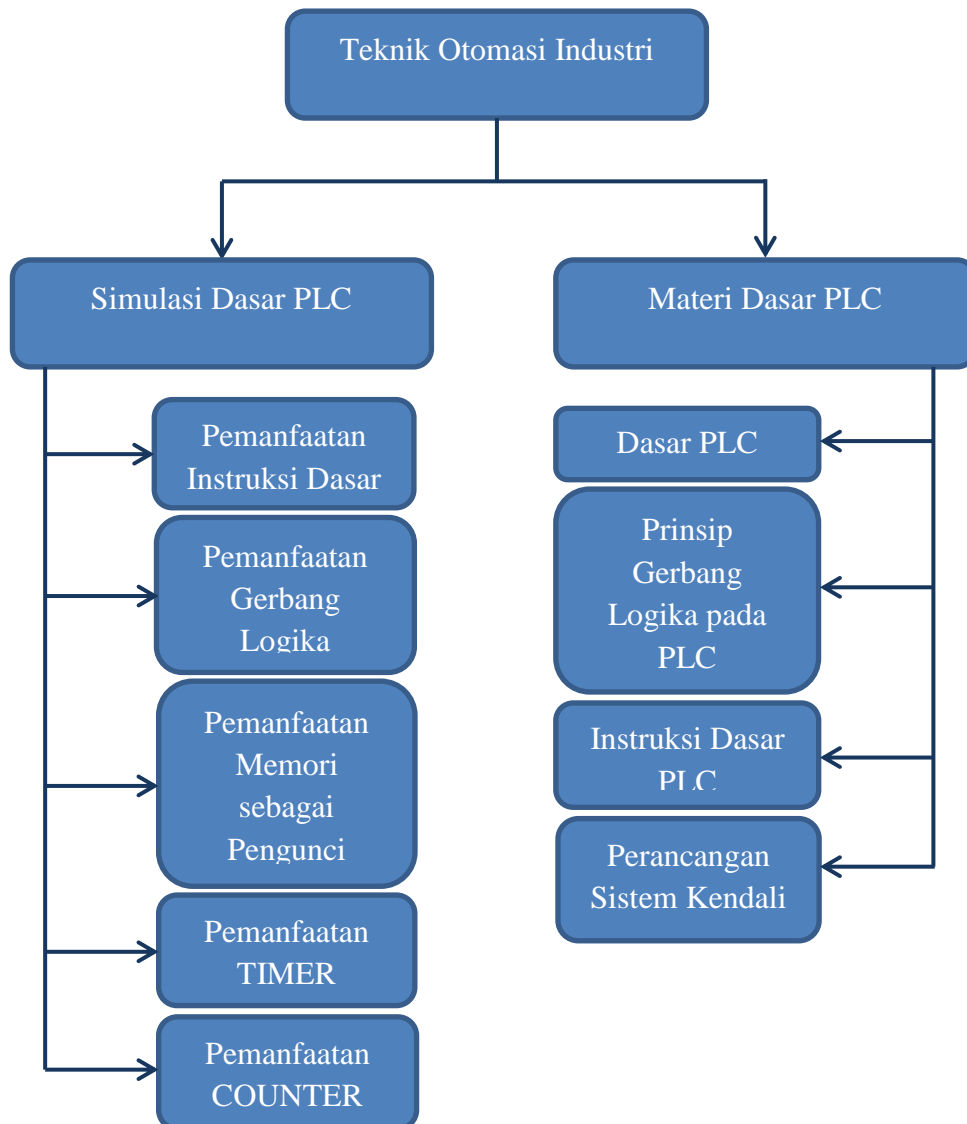 Teknik Otomasi Industri
Simulasi Dasar PLC
Materi Dasar PLC
Pemanfaatan
Instruksi Dasar
Pemanfaatan
Gerbang
Logika
Pemanfaatan
Memori
sebagai
Pengunci
Pemanfaatan
TIMER
Pemanfaatan
COUNTER
Dasar PLC
Prinsip
Gerbang
Logika pada
PLC
Instruksi Dasar
PLC
Perancangan
Sistem Kendali